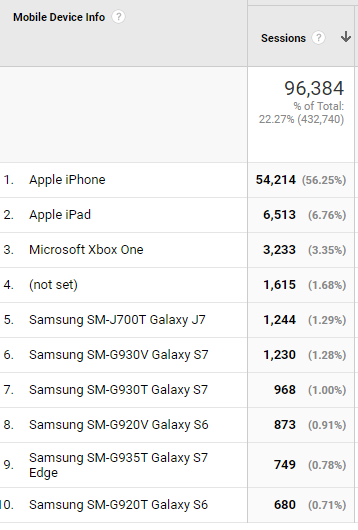 Mobile Device Info ?
Sessions ? ↓
96,384
% of Total:
22.27% (432,740)
1. Apple iPhone 54,214 (56.25%)
2. Apple iPad 6,513 (6.76%)
3. Microsoft Xbox One 3,233 (3.35%)
4. (not set) 1,615 (1.68%)
5. Samsung SM-J700T Galaxy J7 1,244 (1.29%)
6. Samsung SM-G930V Galaxy S7 1,230 (1.28%)
7. Samsung SM-G930T Galaxy S7 968 (1.00%)
8. Samsung SM-G920V Galaxy S6 873 (0.91%)
9. Samsung SM-G935T Galaxy S7 749 (0.78%)
Edge
10. Samsung SM-G920T Galaxy S6 680 (0.71%)